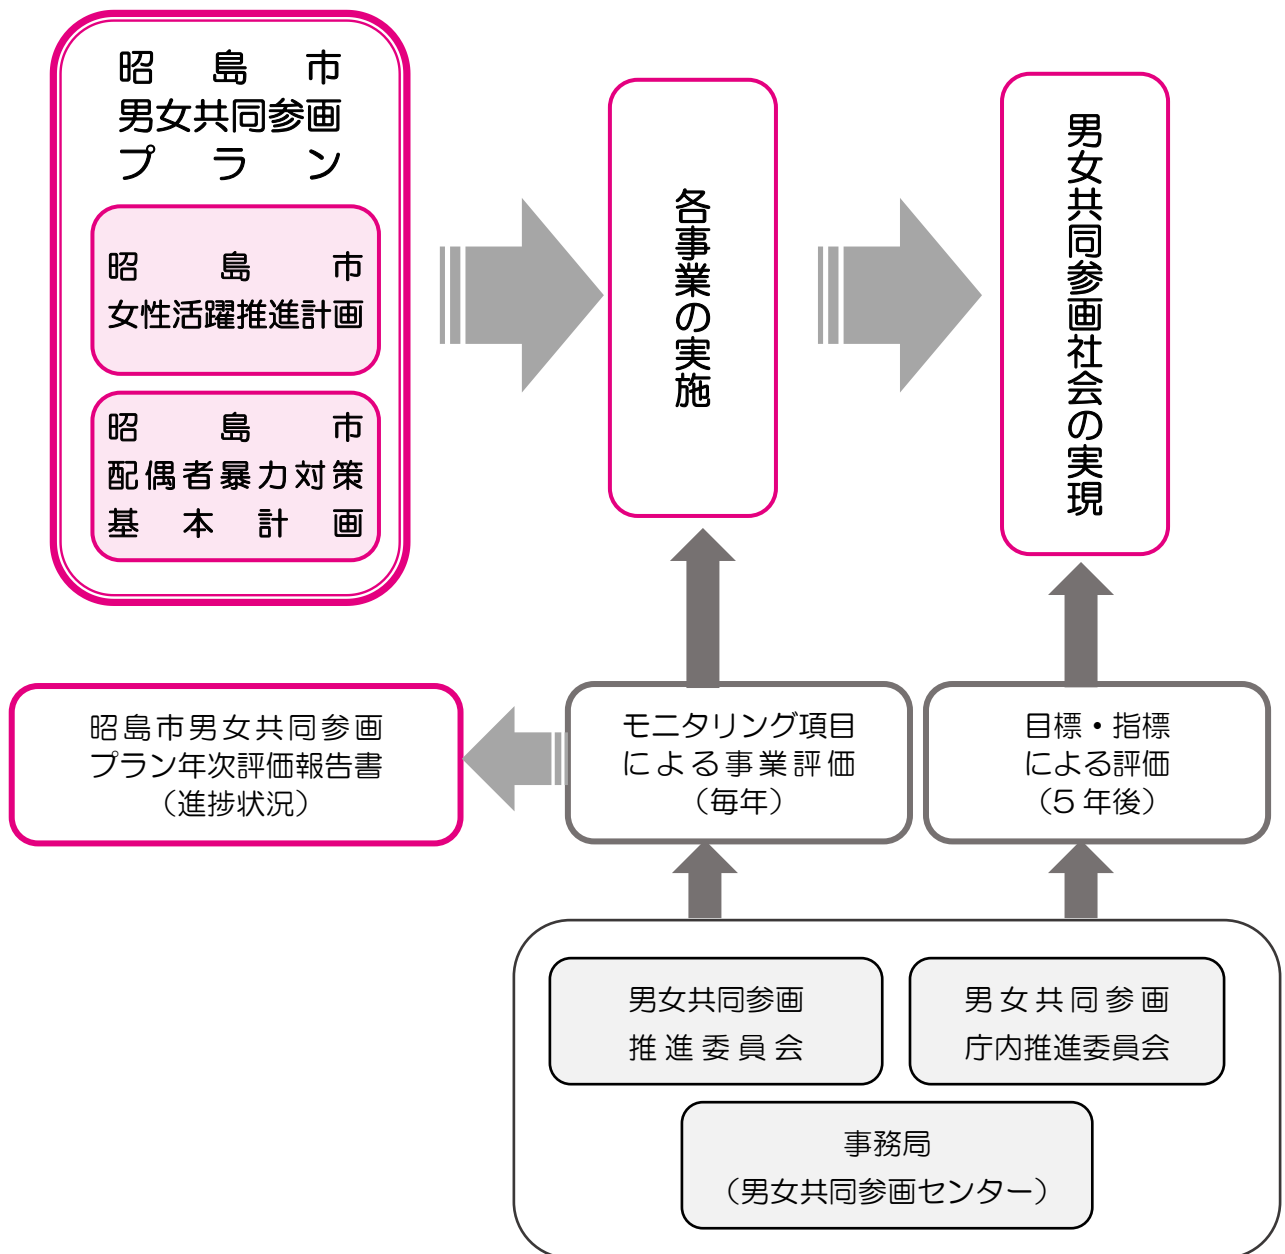 昭島市
男女共同参画
プラン
昭島市
女性活躍推進計画
昭島市
配偶者暴力対策
基本計画
各事業の実施
男女共同参画社会の実現
昭島市男女共同参画
プラン年次評価報告書
（進捗状況）
モニタリング項目
による事業評価
（毎年）
目標・指標
による評価
（5年後）
男女共同参画
推進委員会
男女共同参画
庁内推進委員会
事務局
（男女共同参画センター）